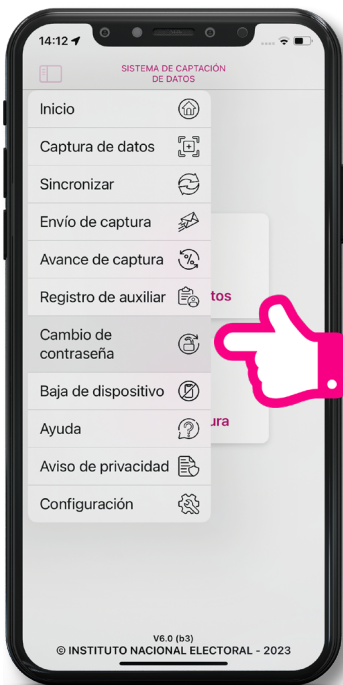 14:12
SISTEMA DE CAPTACIÓN
DE DATOS
Inicio
Captura de datos
Sincronizar
Envío de captura
Avance de captura
Registro de auxiliar
tos
Cambio de
contraseña
Baja de dispositivo
Ayuda
ura
Aviso de privacidad
Configuración
V6.0 (b3)
© INSTITUTO NACIONAL ELECTORAL - 2023